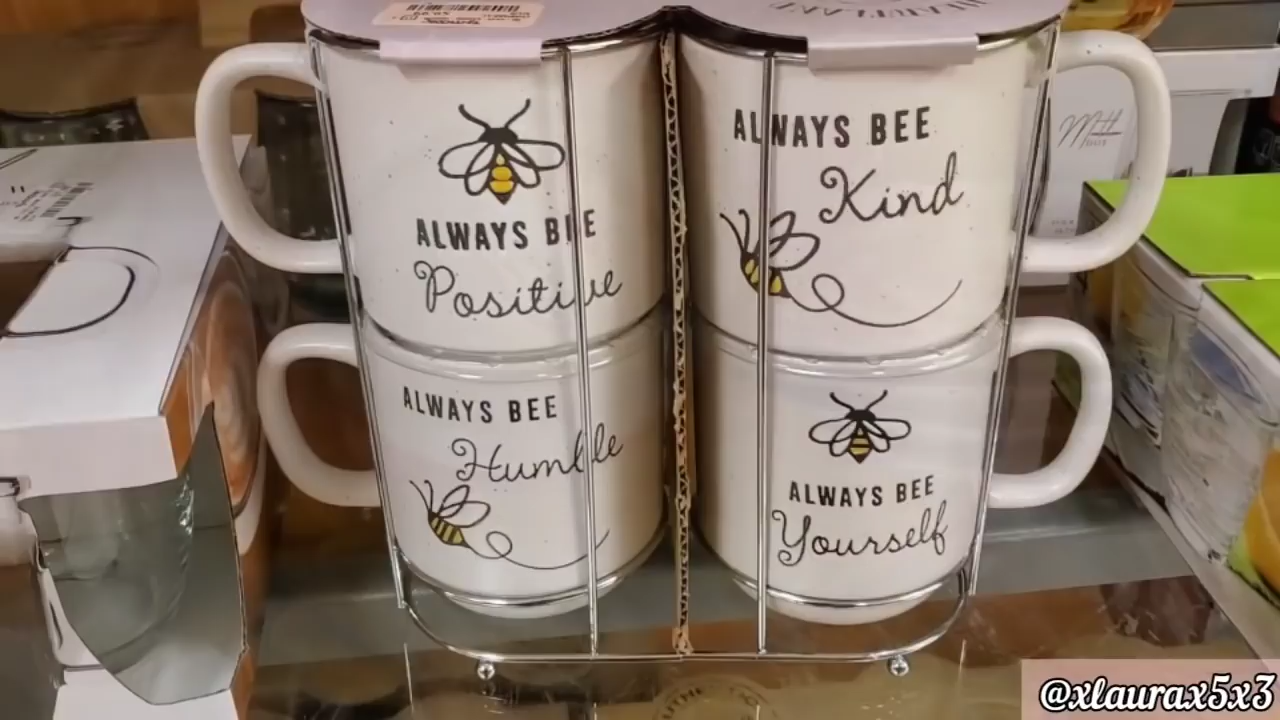 ALWAYS BEE
Positive
ALWAYS BEE
Kind
ALWAYS BEE
Humble
ALWAYS BEE
Yourself
@xlaurax5x3